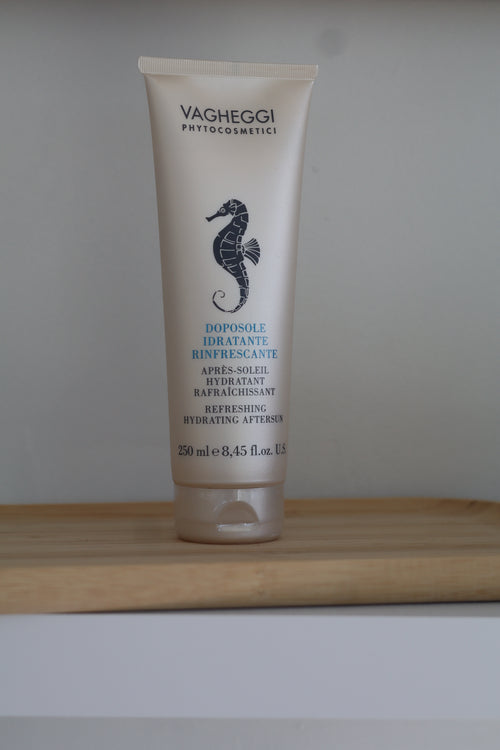 VAGHEGGI
PHYTOCOSMETICI
DOPOSOLE
IDRATANTE
RINFRESCANTE
APRÈS-SOLEIL
HYDRATANT
RAFRAÎCHISSANT
REFRESHING
HYDRATING AFTERSUN
250 ml e 8,45 fl.oz. U.S.